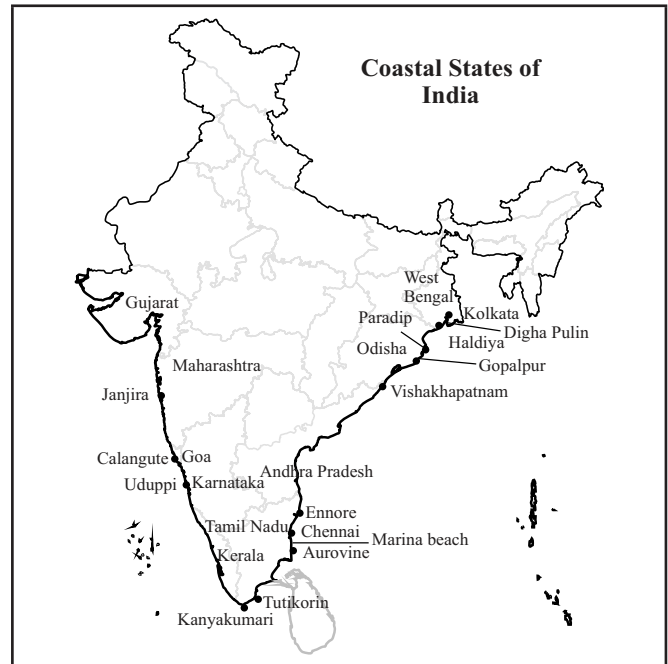 Coastal States of
India
West
Bengal
Kolkata
Gujarat
Paradip
Digha Pulin
Haldiya
Odisha
Gopalpur
Maharashtra
Vishakhapatnam
Janjira
Calangute
Goa
Andhra Pradesh
Uduppi
Karnataka
Ennore
Tamil Nadu
Chennai
Marina beach
Aurovine
Kerala
Tutikorin
Kanyakumari